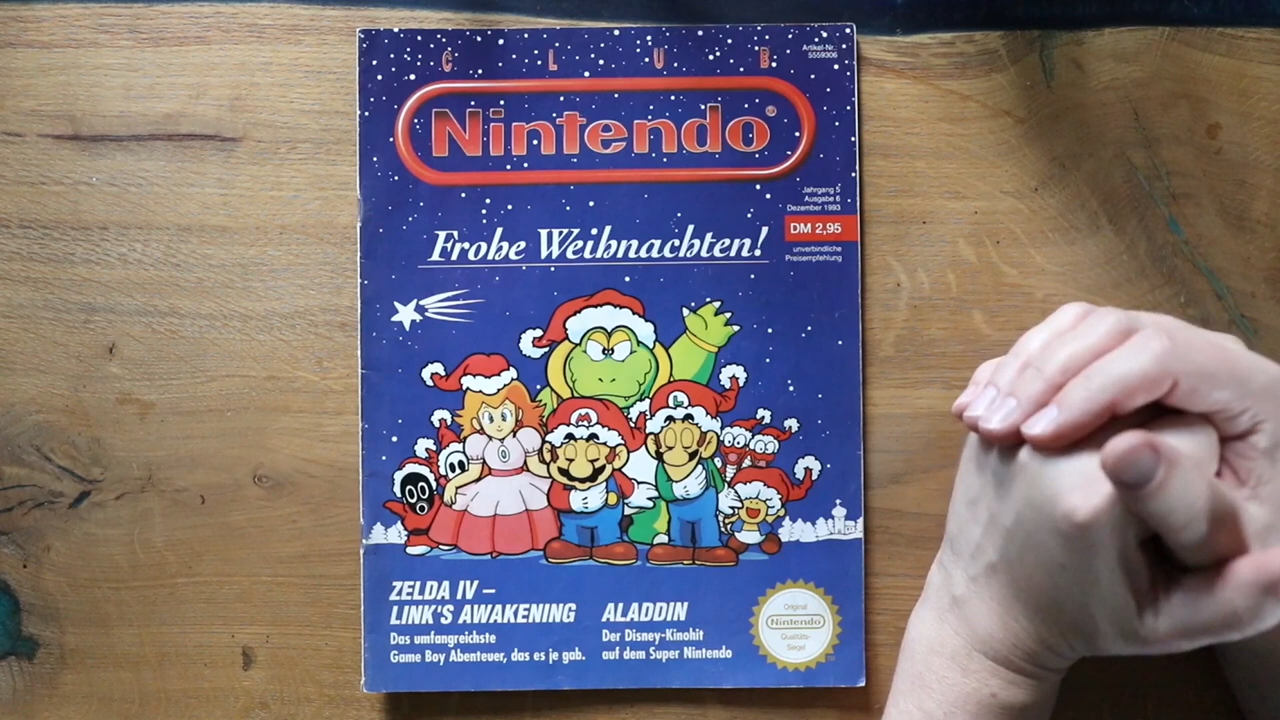 CLUB
Artikel-Nr.:
5559306
Nintendo®
Jahrgang 5
Ausgabe 6
Dezember 1993
DM 2,95
unverbindliche
Preisempfehlung
Frohe Weihnachten!
M
L
ZELDA IV –
LINK'S AWAKENING
Das umfangreichste
Game Boy Abenteuer, das es je gab.
ALADDIN
Der Disney-Kinohit
auf dem Super Nintendo
Original
Nintendo
Qualitäts-
Siegel
TM